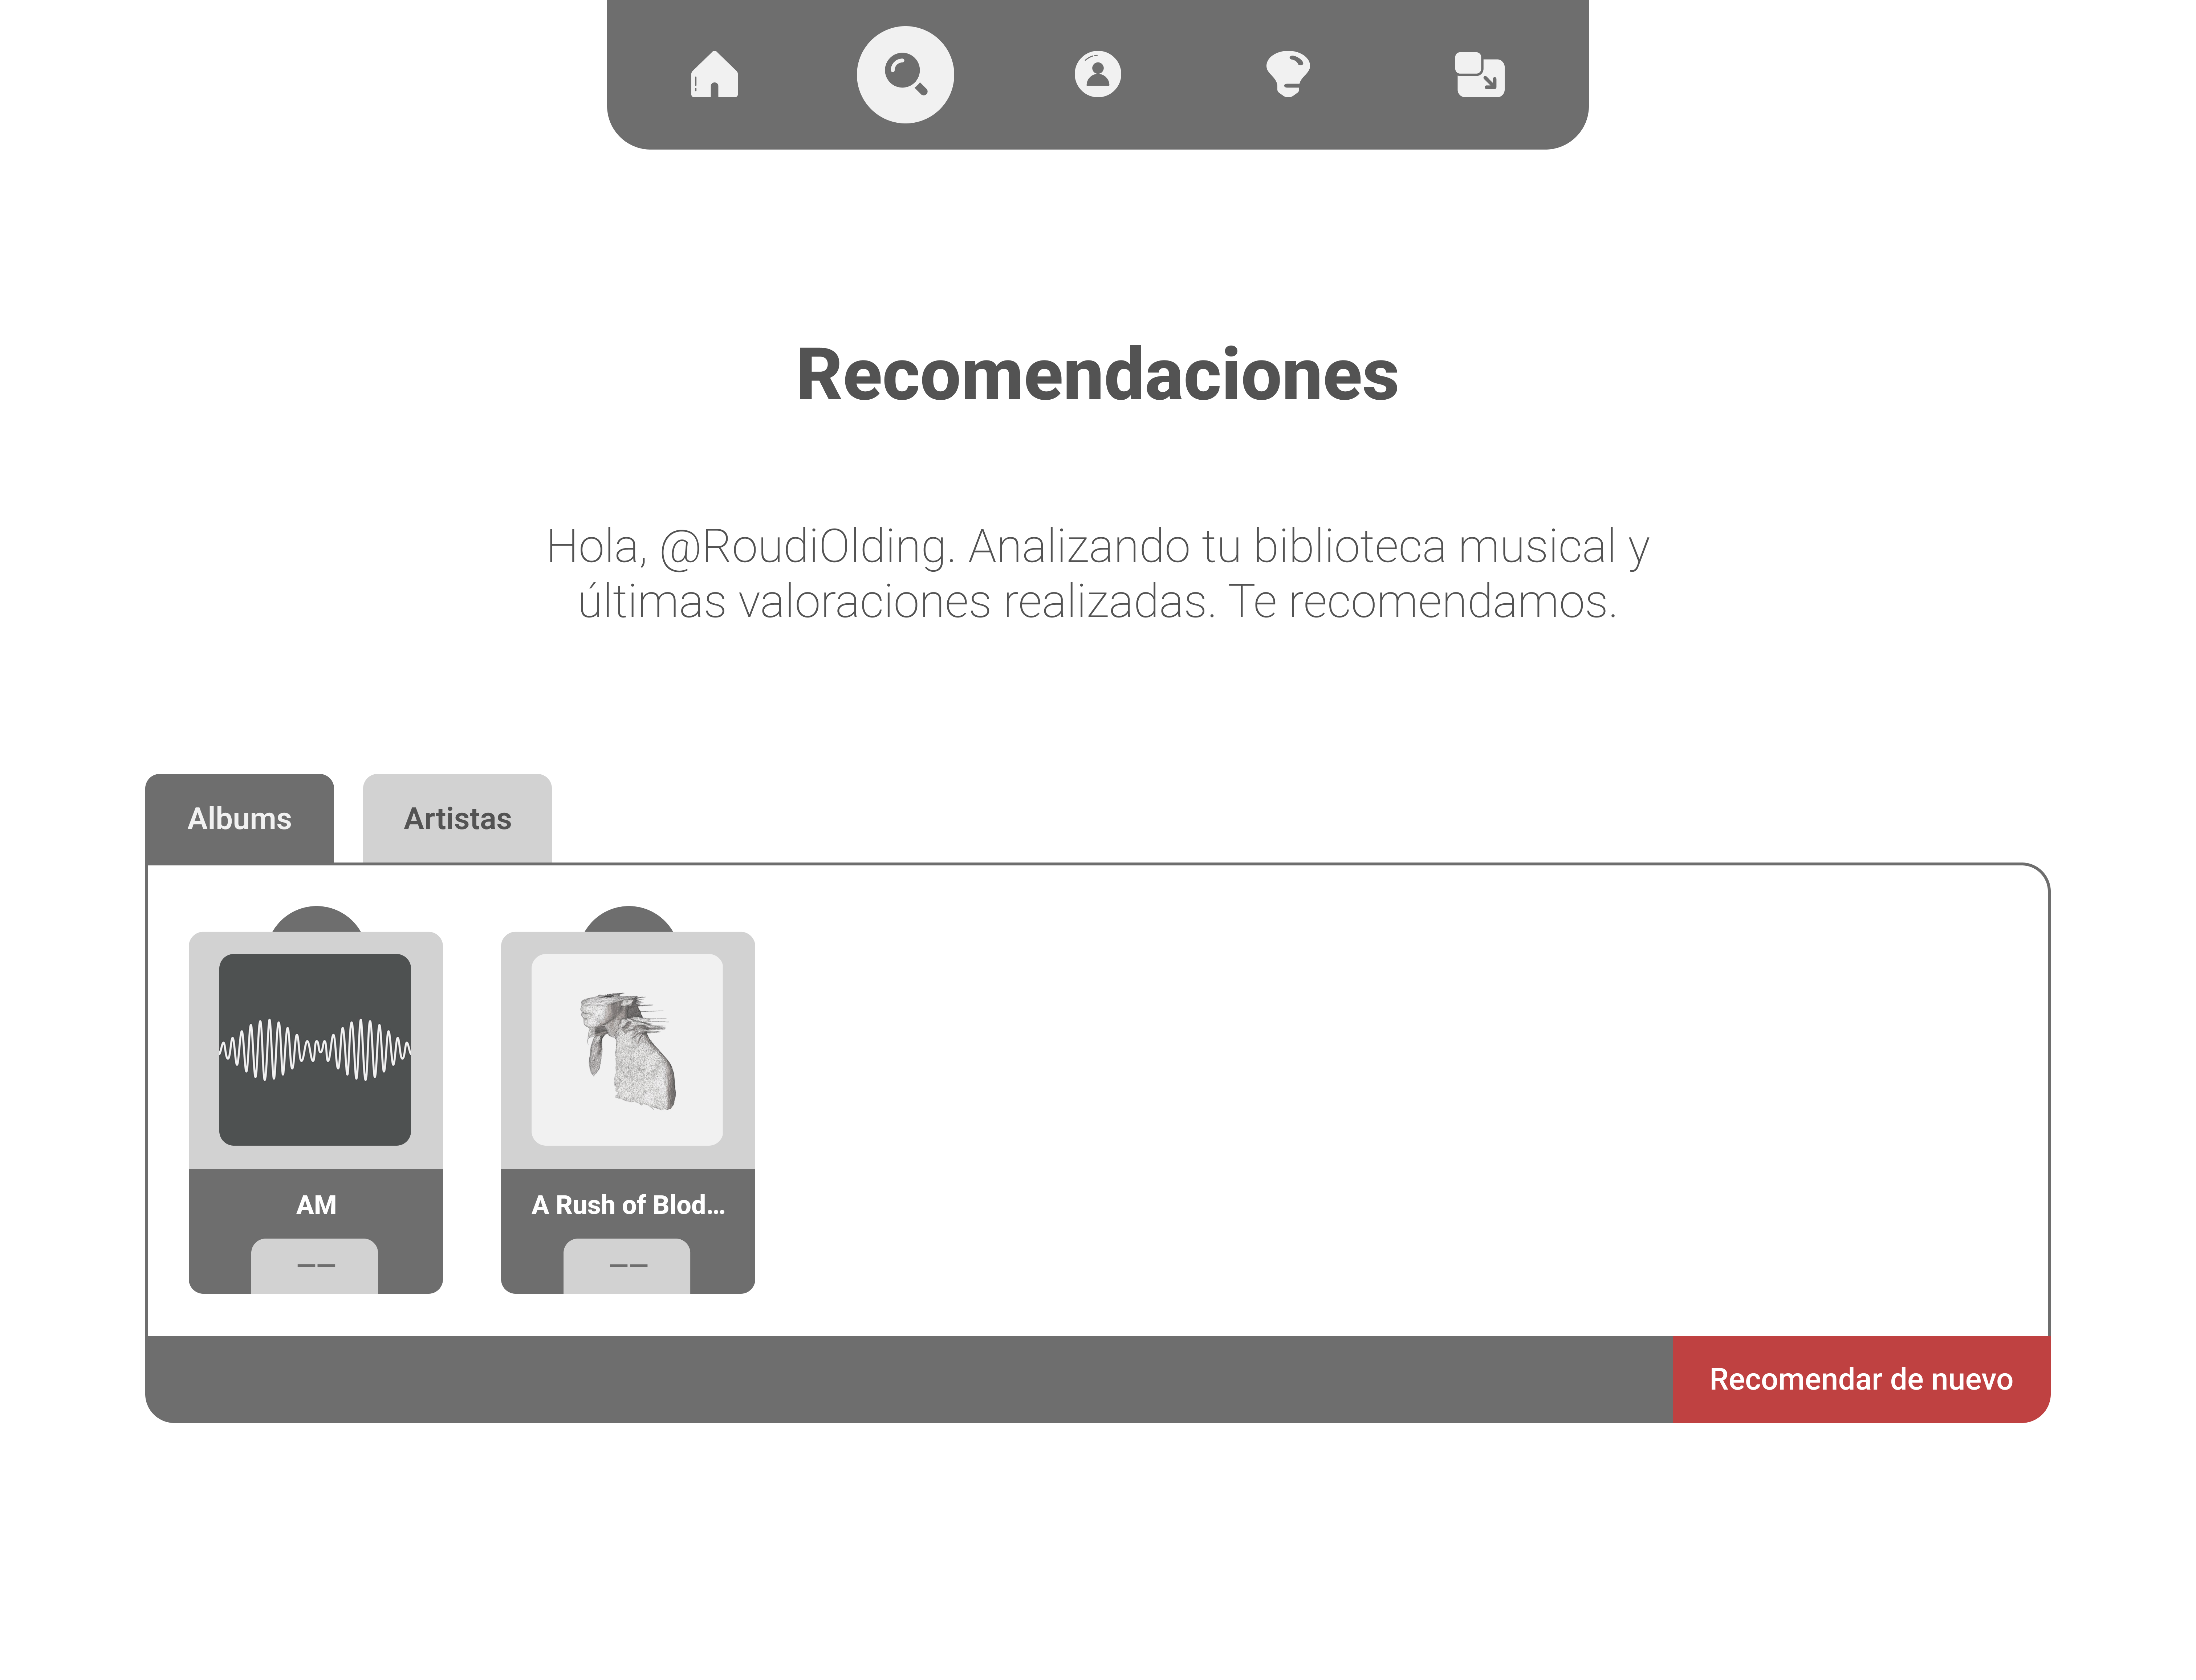 Recomendaciones
Hola, @RoudiOlding. Analizando tu biblioteca musical y
últimas valoraciones realizadas. Te recomendamos.
Albums
Artistas
AM
A Rush of Blod...
--
--
Recomendar de nuevo